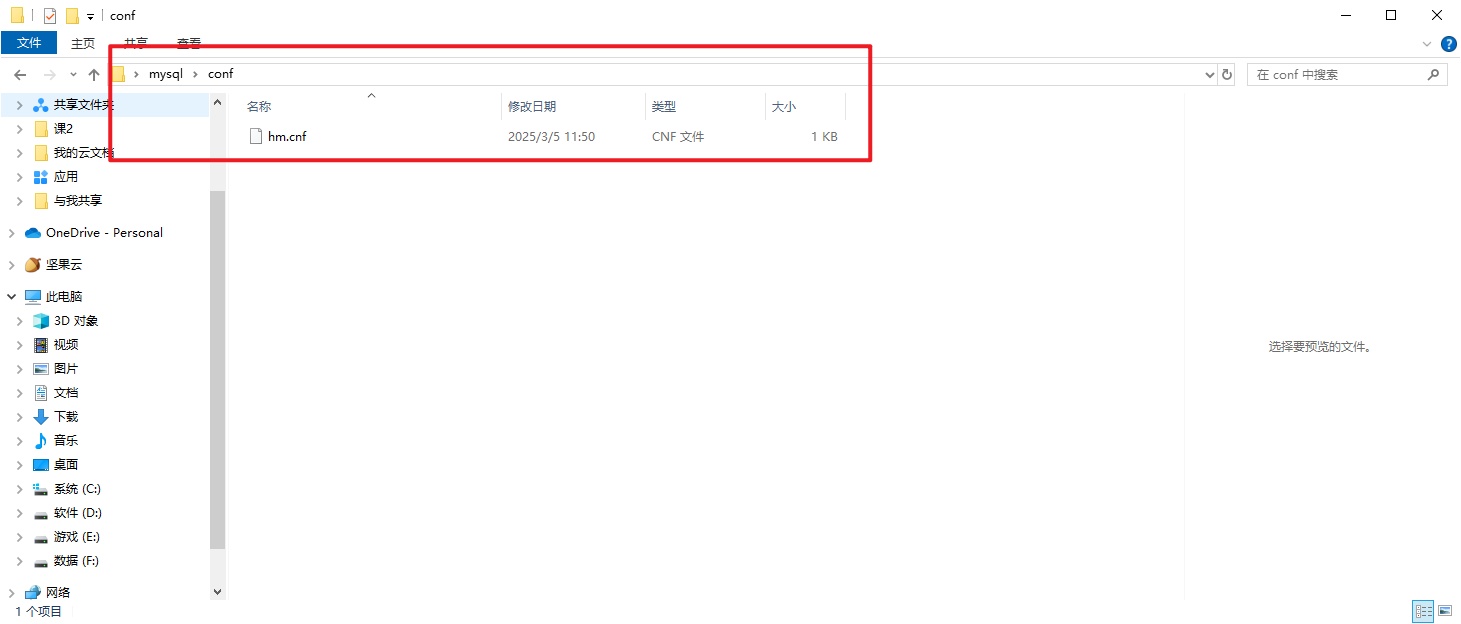 conf
文件 主页 共享 查看
mysql conf
在 conf 中搜索
名称 修改日期 类型 大小
hm.cnf 2025/3/5 11:50 CNF 文件 1 KB
共享文件夹
课2
我的云文档
应用
与我共享
OneDrive - Personal
坚果云
此电脑
3D 对象
视频
图片
文档
下载
音乐
桌面
系统 (C:)
软件 (D:)
游戏 (E:)
数据 (F:)
网络
选择要预览的文件。
1 个项目